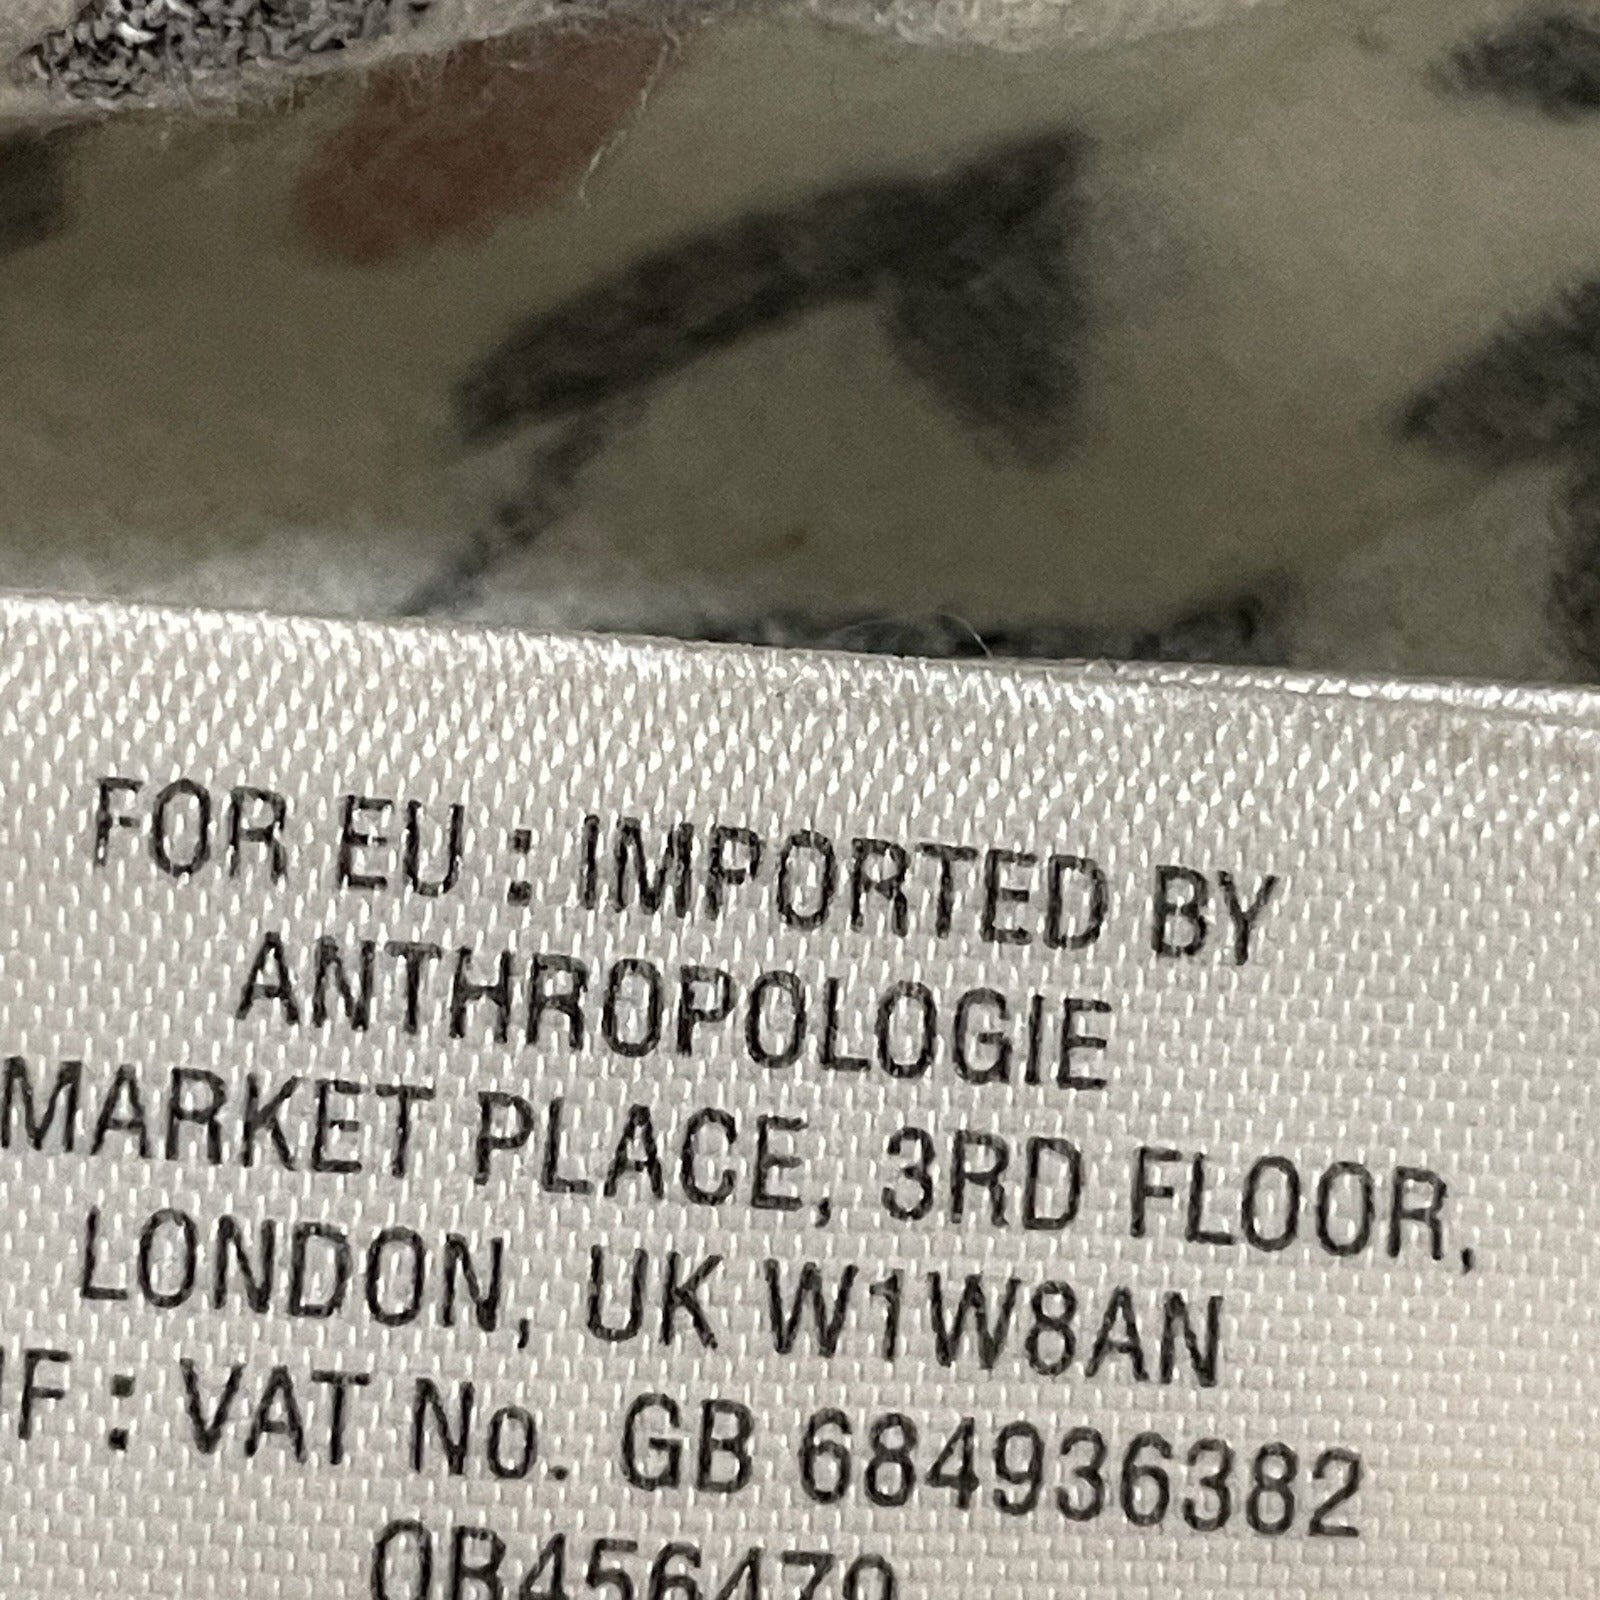 FOR EU : IMPORTED BY
ANTHROPOLOGIE
MARKET PLACE, 3RD FLOOR,
LONDON, UK W1W8AN
: VAT No. GB 684936382